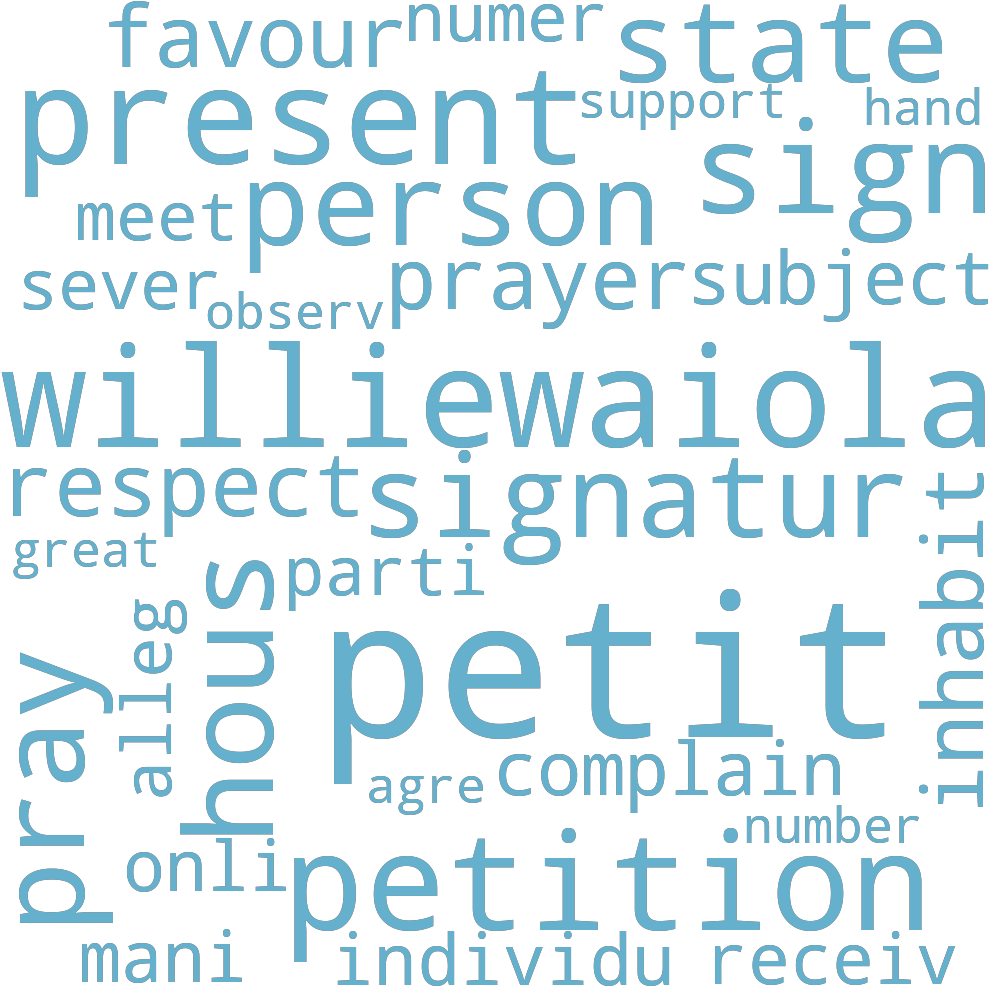 favour numer state
present support hand
sign
meet person
sever observ prayer subject
williewaiola
respect signatur
great parti inhabit
alleg hous
pray petit
agre complain
number
onli petition
mani individu receiv